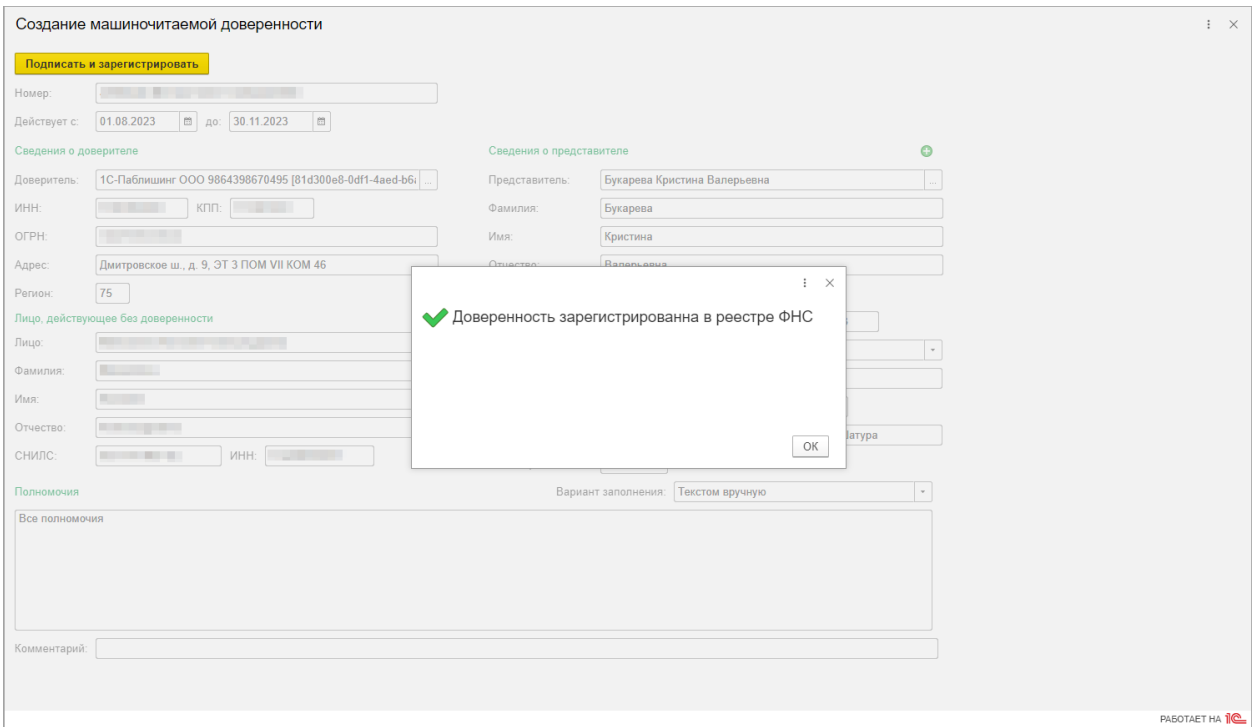 Создание машиночитаемой доверенности
Подписать и зарегистрировать
Номер:
Действует с: 01.08.2023 до: 30.11.2023
Сведения о доверителе
Сведения о представителе
Доверитель: 1С-Паблишинг ООО 9864398670495 [81d300e8-0df1-4aed-b6a ...
Представитель: Букарева Кристина Валерьевна ...
ИНН: КПП:
Фамилия: Букарева
ОГРН:
Имя: Кристина
Адрес: Дмитровское ш., д. 9, ЭТ 3 ПОМ VII КОМ 46
Отчество: Валерьевна
Регион: 75
Лицо, действующее без доверенности
Лицо:
Фамилия:
Имя:
Отчество:
СНИЛС: ИНН:
Доверенность зарегистрированна в реестре ФНС
ОК
Полномочия
Вариант заполнения: Текстом вручную
Все полномочия
Комментарий:
РАБОТАЕТ НА 1С